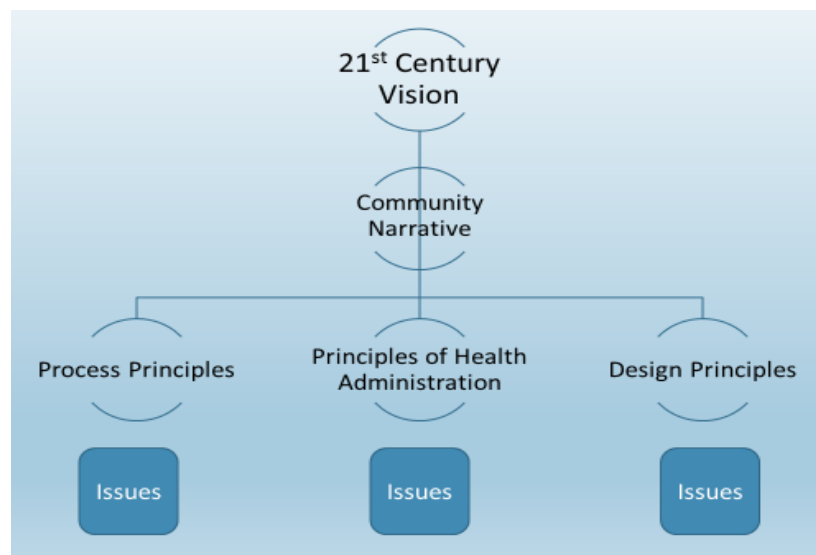 21st Century
Vision
Community
Narrative
Process Principles
Principles of Health
Administration
Design Principles
Issues
Issues
Issues